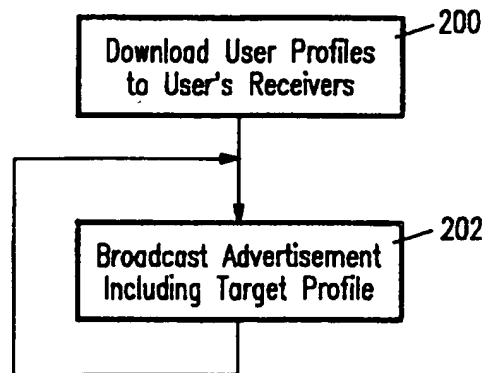 200
Download User Profiles
to User's Receivers
202
Broadcast Advertisement
Including Target Profile